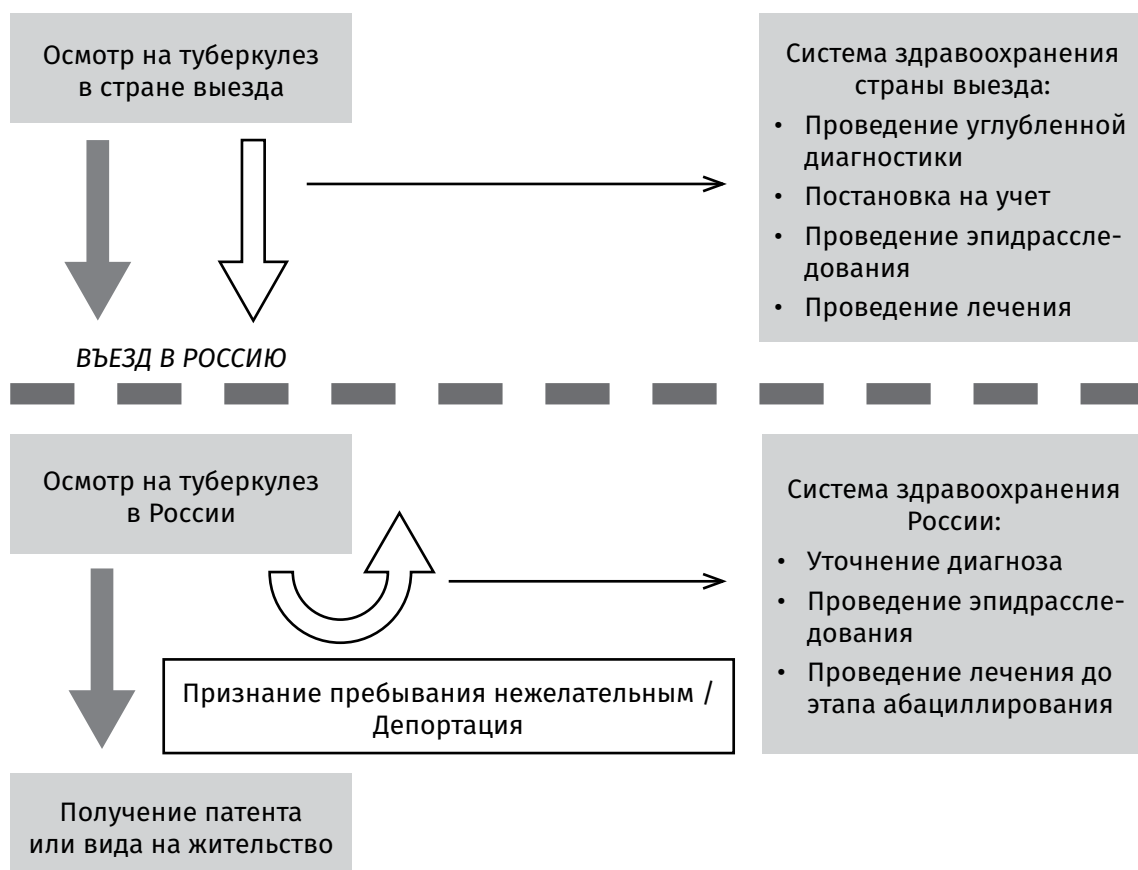 Осмотр на туберкулез
в стране выезда
Система здравоохранения
страны выезда:
• Проведение углубленной
диагностики
• Постановка на учет
• Проведение эпидрассле-
дования
• Проведение лечения
ВЪЕЗД В РОССИЮ
Осмотр на туберкулез
в России
Система здравоохранения
России:
• Уточнение диагноза
• Проведение эпидрассле-
дования
• Проведение лечения до
этапа абациллирования
Признание пребывания нежелательным /
Депортация
Получение патента
или вида на жительство